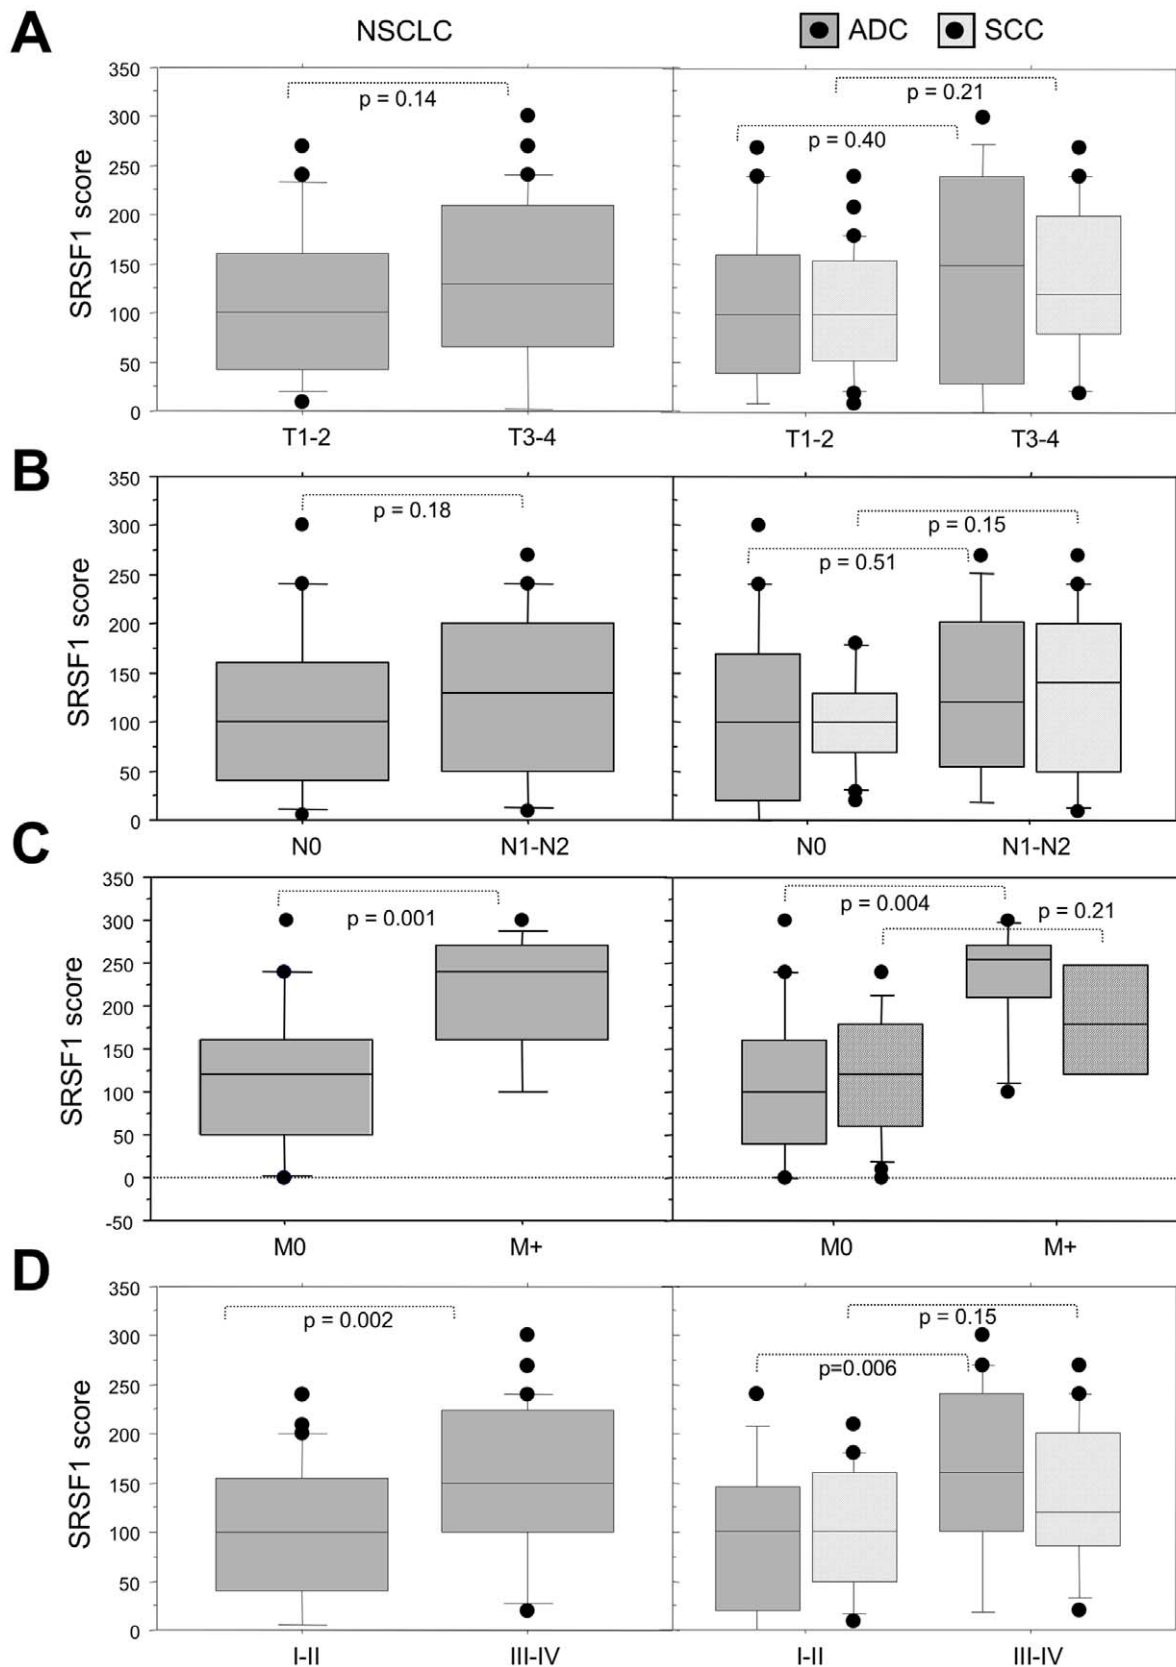 A
NSCLC
ADC
SCC
SRSF1 score
350
300
250
200
150
100
50
0
p = 0.14
p = 0.21
p = 0.40
T1-2
T3-4
T1-2
T3-4
B
SRSF1 score
350
300
250
200
150
100
50
0
p = 0.18
p = 0.15
p = 0.51
N0
N1-N2
N0
N1-N2
C
SRSF1 score
350
300
250
200
150
100
50
0
-50
p = 0.001
p = 0.004
p = 0.21
M0
M+
M0
M+
D
SRSF1 score
350
300
250
200
150
100
50
0
p = 0.002
p = 0.15
p=0.006
I-II
III-IV
I-II
III-IV